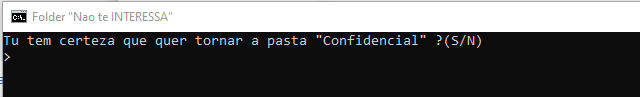 Folder "Nao te INTERESSA"
Tu tem certeza que quer tornar a pasta "Confidencial" ?(S/N)
>